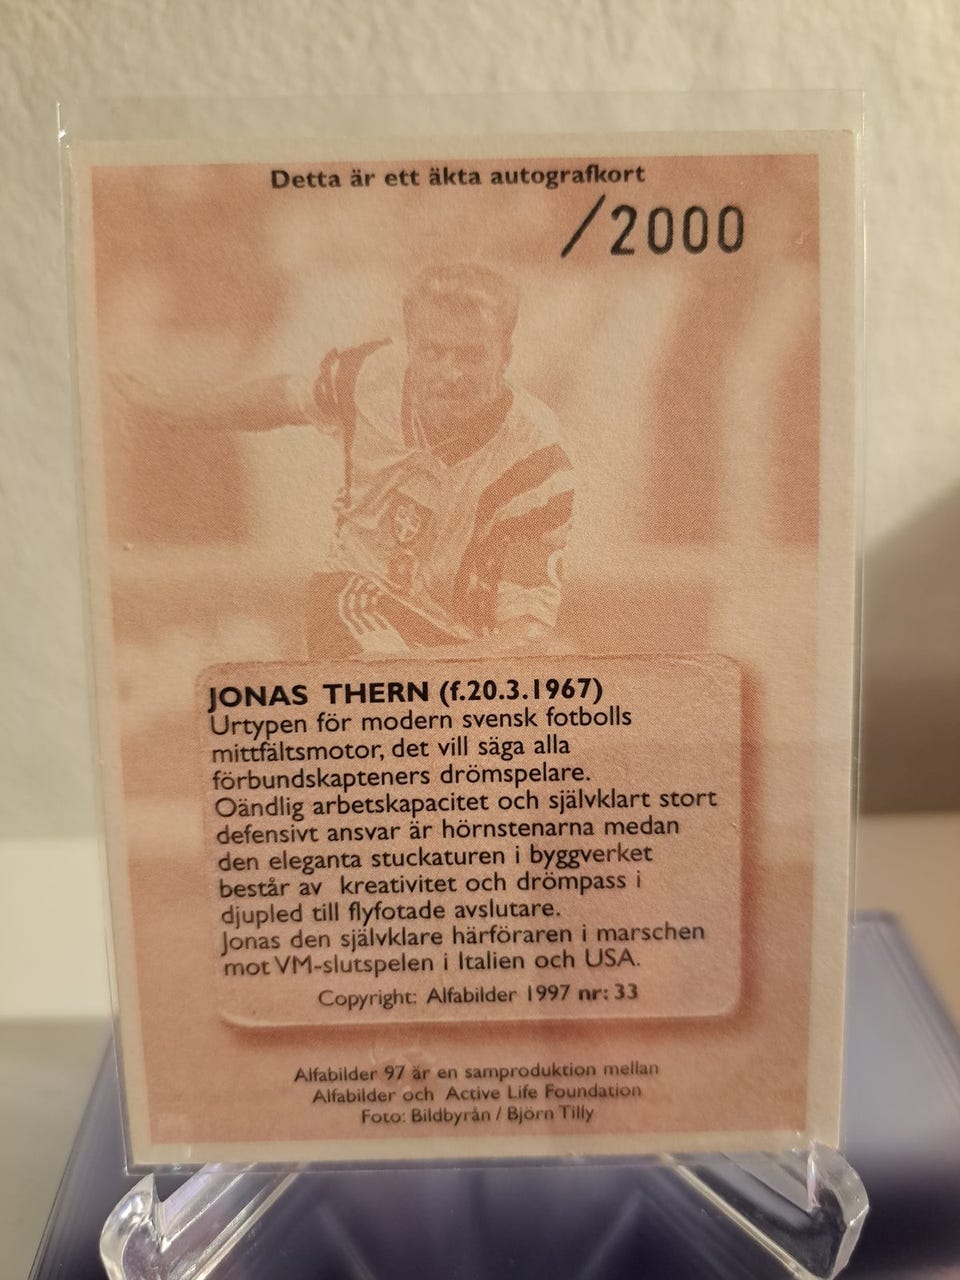 Detta är ett äkta autografkort
/2000
JONAS THERN (f.20.3.1967)
Urtypen för modern svensk fotbolls
mittfältsmotor, det vill säga alla
förbundskapteners drömspelare.
Oändlig arbetskapacitet och självklart stort
defensivt ansvar är hörnstenarna medan
den eleganta stuckaturen i byggverket
består av kreativitet och drömpass i
djupled till flyfotade avslutare.
Jonas den självklare härföraren i marschen
mot VM-slutspelen i Italien och USA.
Copyright: Alfabilder 1997 nr: 33
Alfabilder 97 är en samproduktion mellan
Alfabilder och Active Life Foundation
Foto: Bildbyrån / Björn Tilly